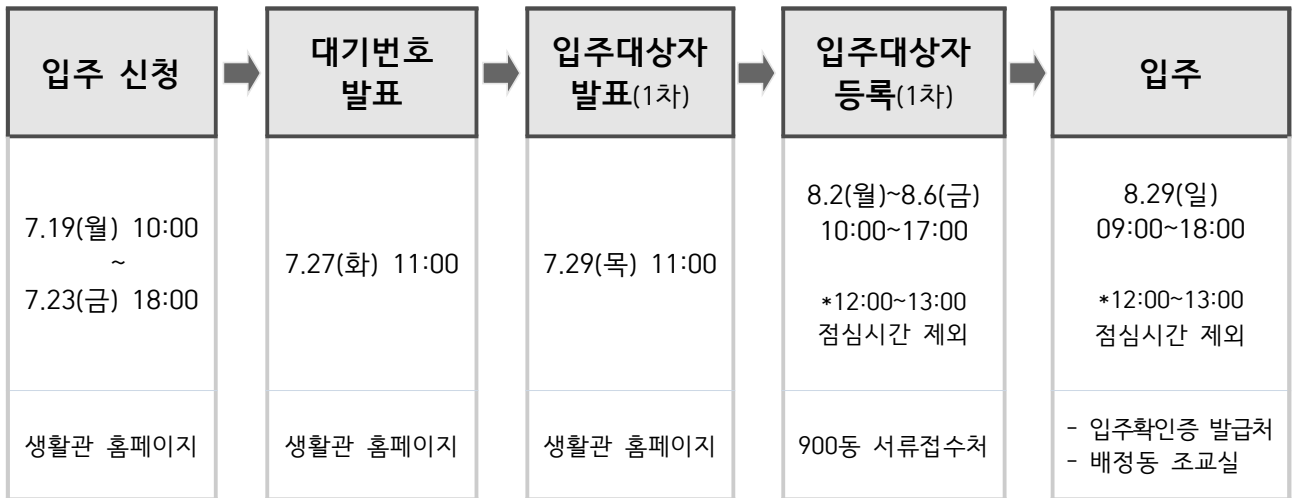 입주 신청
대기번호
발표
입주대상자
발표(1차)
입주대상자
등록(1차)
입주
7.19(월) 10:00
~
7.23(금) 18:00
7.27(화) 11:00
7.29(목) 11:00
8.2(월)~8.6(금)
10:00~17:00
*12:00~13:00
점심시간 제외
8.29(일)
09:00~18:00
*12:00~13:00
점심시간 제외
생활관 홈페이지
생활관 홈페이지
생활관 홈페이지
900동 서류접수처
- 입주확인증 발급처
- 배정동 조교실